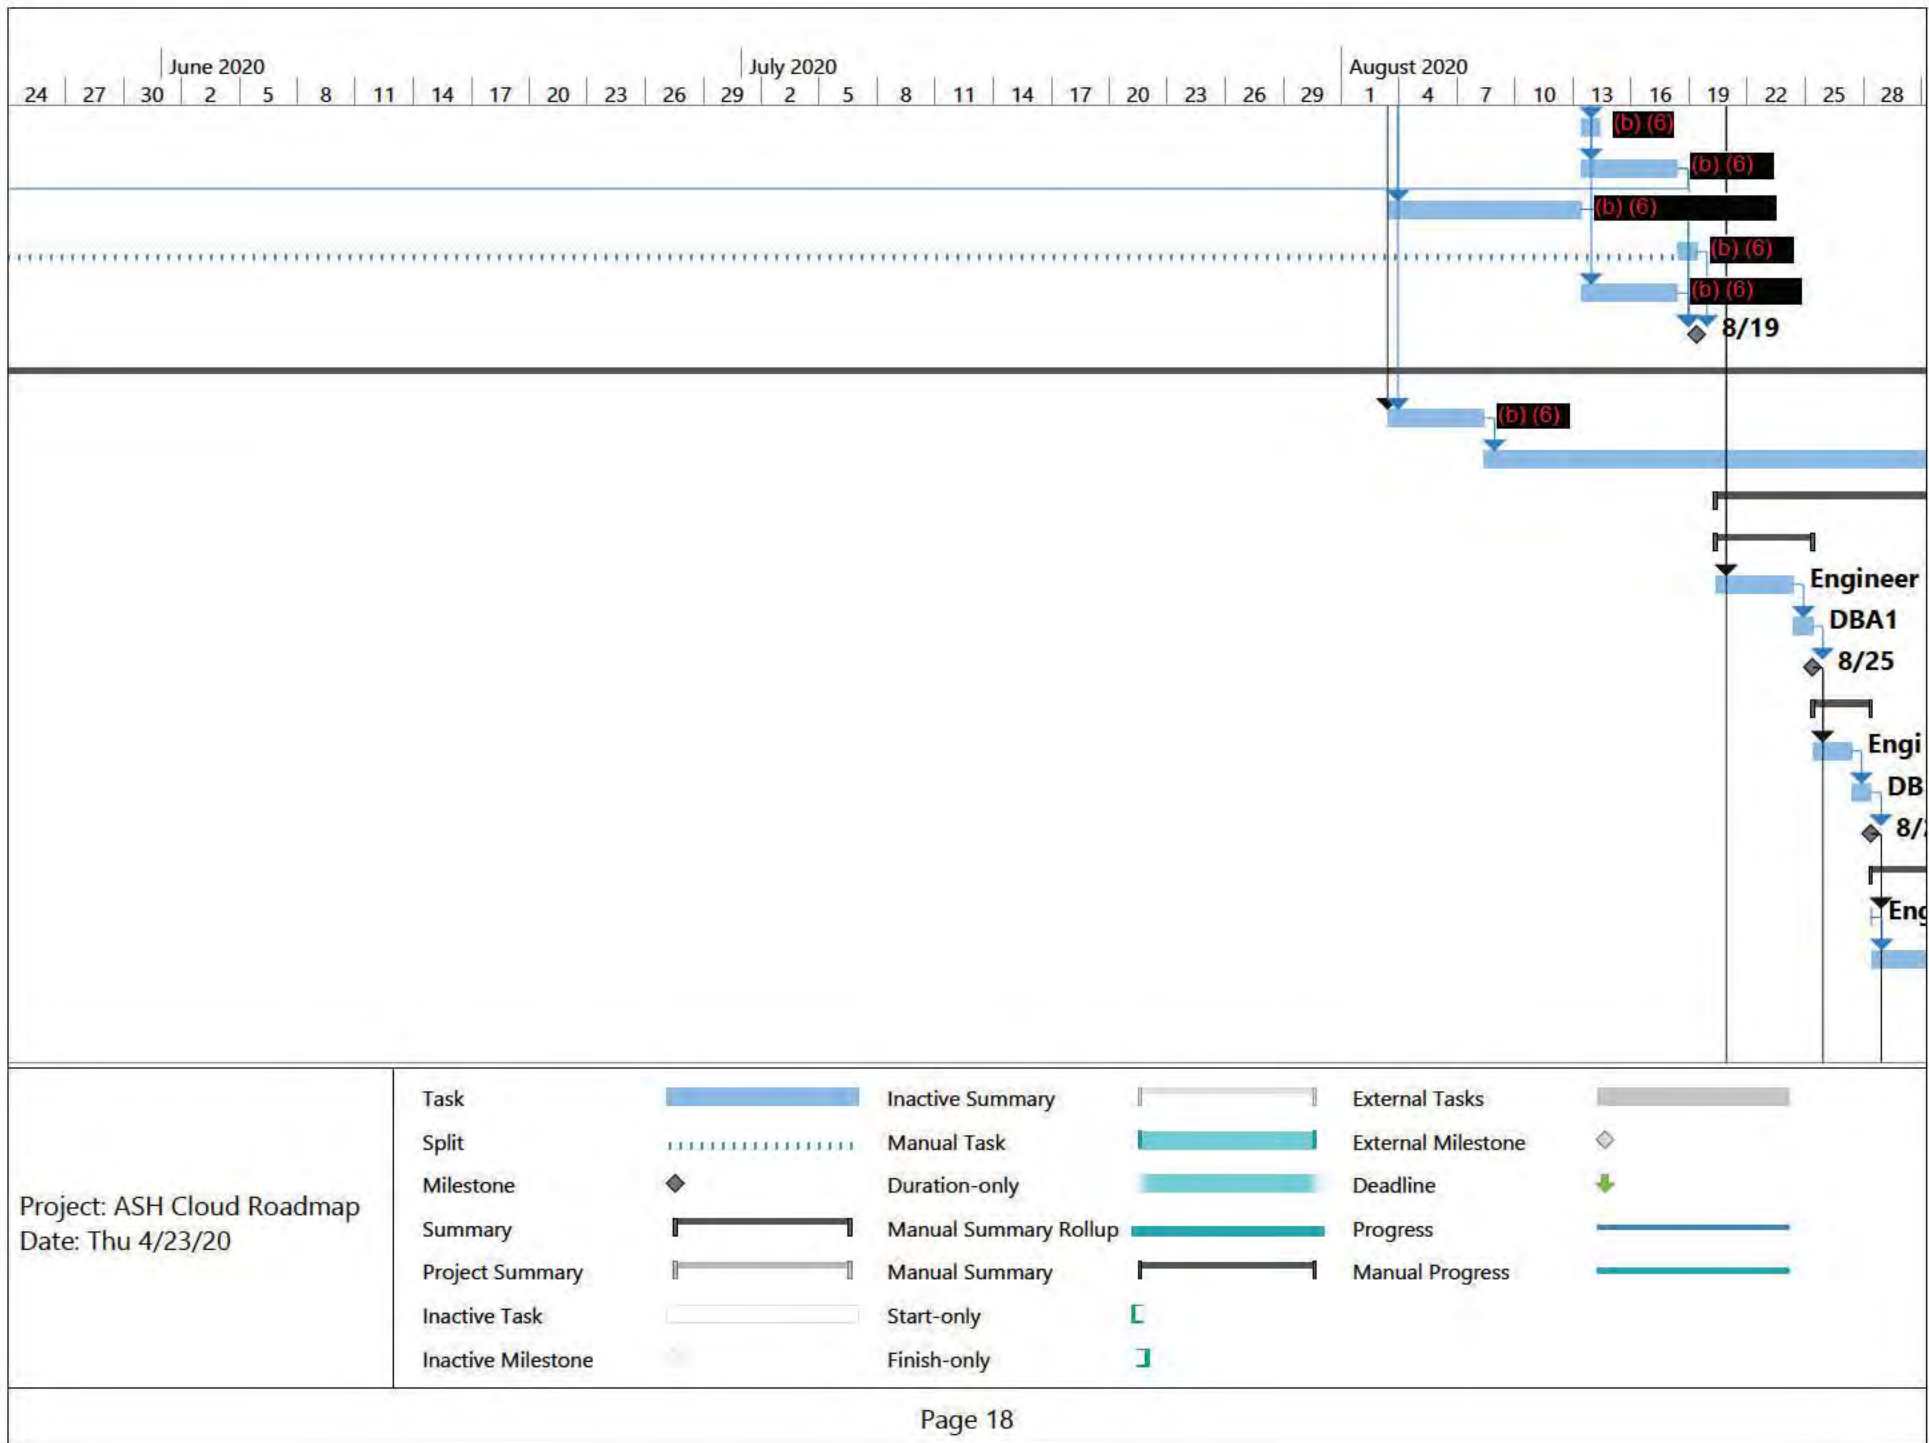 June 2020 July 2020 August 2020
24 27 30 2 5 8 11 14 17 20 23 26 29 2 5 8 11 14 17 20 23 26 29 1 4 7 10 13 16 19 22 25 28
(b) (6)
(b) (6)
(b) (6)
(b) (6)
(b) (6)
8/19
(b) (6)
Engineer
DBA1
8/25
Engi
DB
8/
Eng
Project: ASH Cloud Roadmap
Date: Thu 4/23/20
Task
Split
Milestone
Summary
Project Summary
Inactive Task
Inactive Milestone
Inactive Summary
Manual Task
Duration-only
Manual Summary Rollup
Manual Summary
Start-only
Finish-only
External Tasks
External Milestone
Deadline
Progress
Manual Progress
Page 18